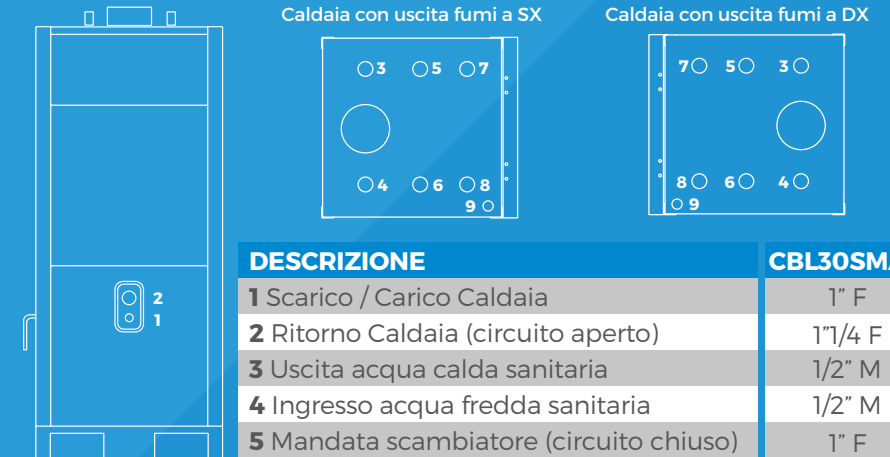 Caldaia con uscita fumi a SX
Caldaia con uscita fumi a DX
3 5 7
4 6 8
9
7 5 3
8 6 4
9
2
1
DESCRIZIONE
1 Scarico / Carico Caldaia 1” F
2 Ritorno Caldaia (circuito aperto) 1”1/4 F
3 Uscita acqua calda sanitaria 1/2” M
4 Ingresso acqua fredda sanitaria 1/2” M
5 Mandata scambiatore (circuito chiuso) 1” F